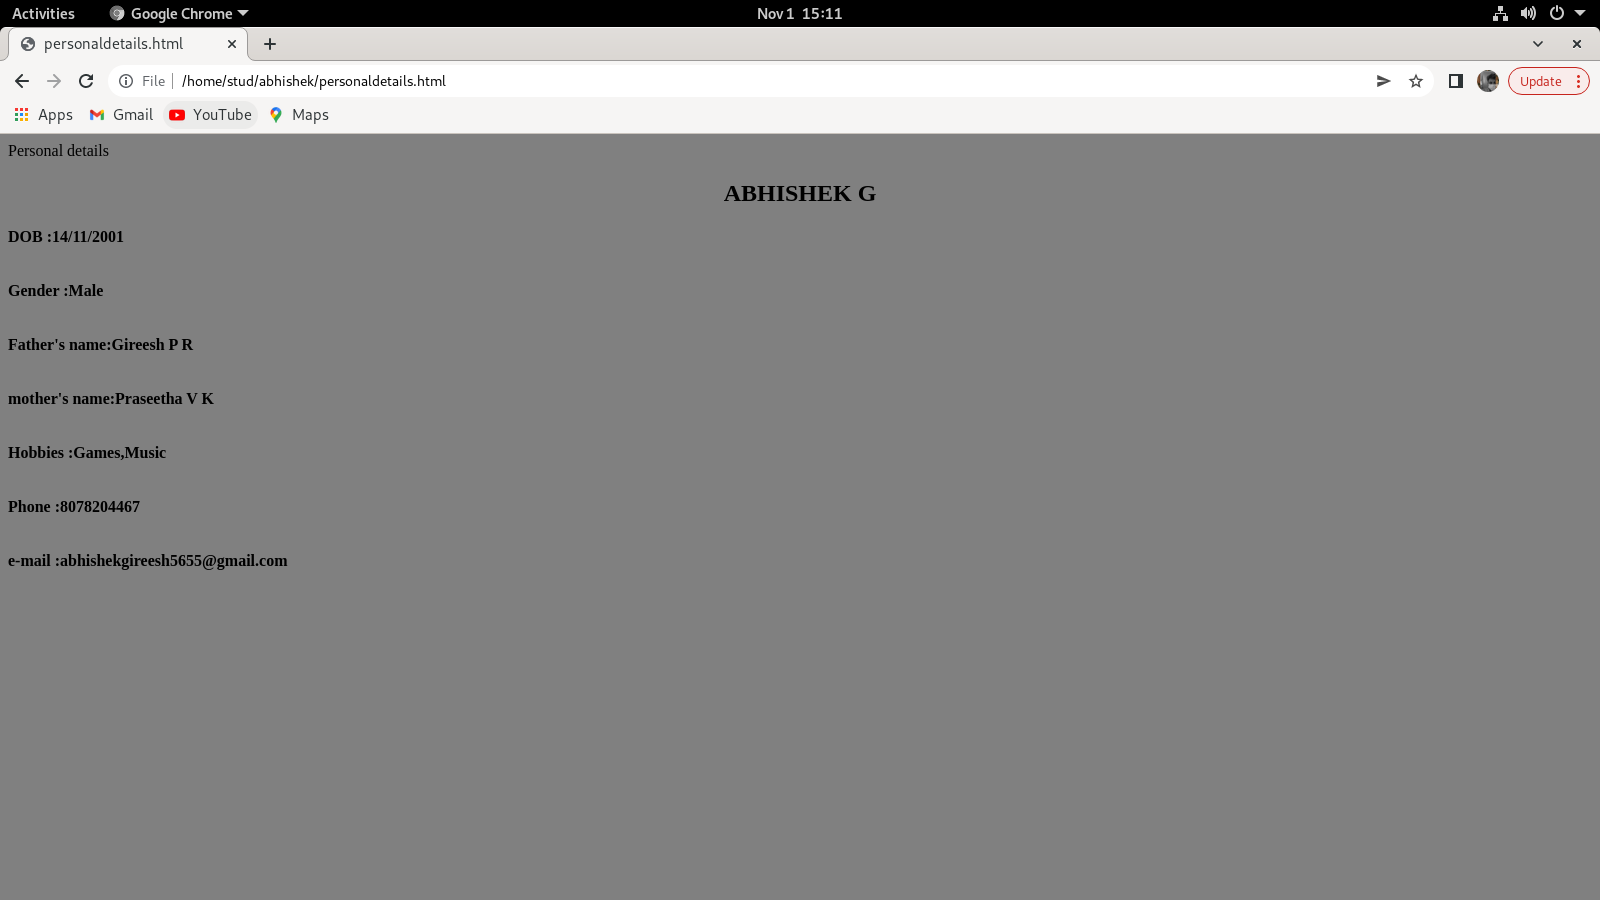 Activities Google Chrome Nov 1 15:11
personaldetails.html
File /home/stud/abhishek/personaldetails.html Update
Apps Gmail YouTube Maps
Personal details
ABHISHEK G
DOB :14/11/2001
Gender :Male
Father's name:Gireesh P R
mother's name:Praseetha V K
Hobbies :Games,Music
Phone :8078204467
e-mail :abhishekgireesh5655@gmail.com